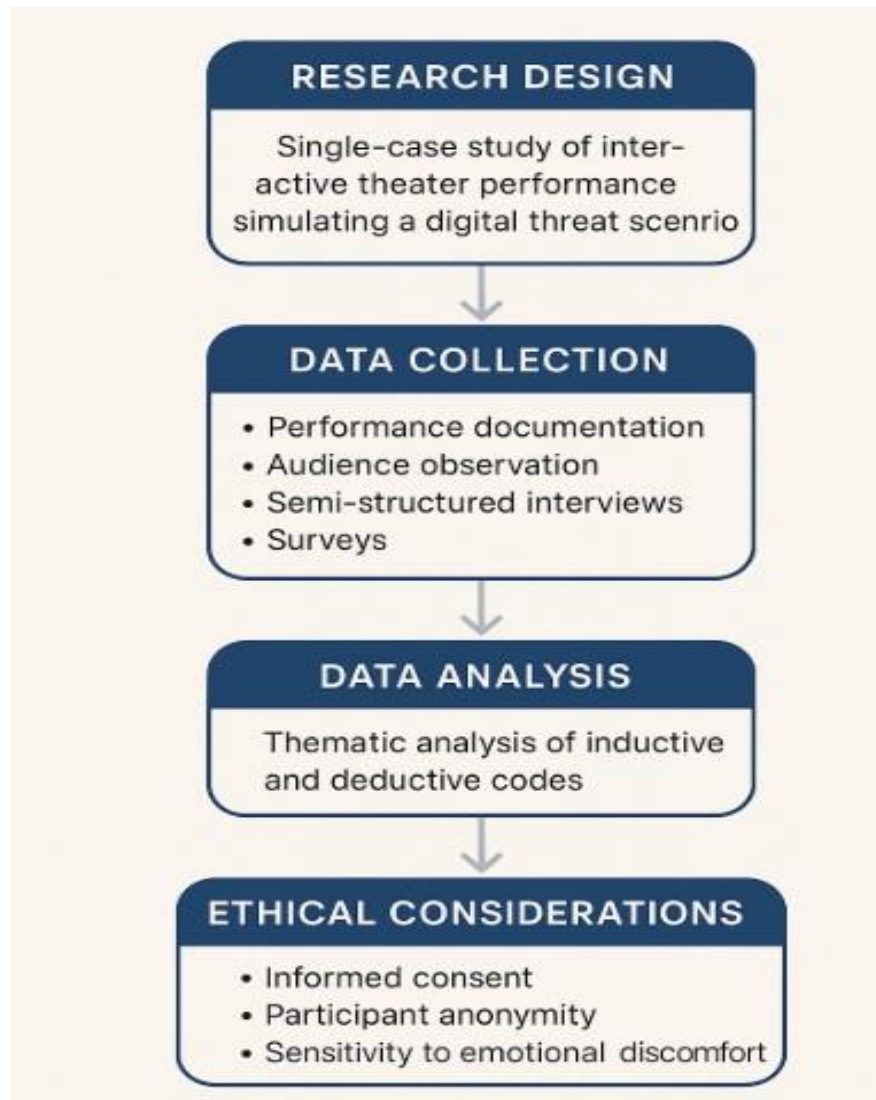 RESEARCH DESIGN
Single-case study of inter-
active theater performance
simulating a digital threat scenrio
DATA COLLECTION
• Performance documentation
• Audience observation
• Semi-structured interviews
• Surveys
DATA ANALYSIS
Thematic analysis of inductive
and deductive codes
ETHICAL CONSIDERATIONS
• Informed consent
• Participant anonymity
• Sensitivity to emotional discomfort